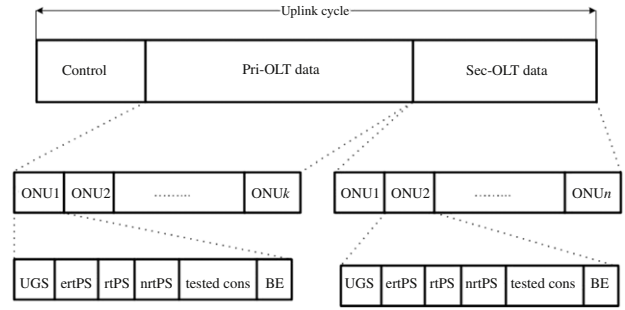 Uplink cycle
Control Pri-OLT data Sec-OLT data
ONU1 ONU2 ......... ONUk ONU1 ONU2 ......... ONUn
UGS ertPS rtPS nrtPS tested cons BE UGS ertPS rtPS nrtPS tested cons BE